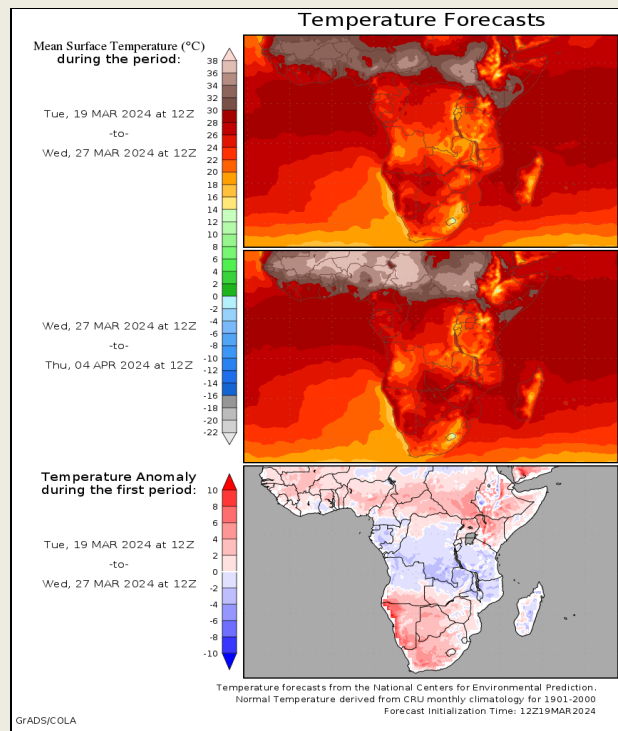 Temperature Forecasts
Mean Surface Temperature (°C)
during the period:
38
36
34
32
30
28
26
24
22
20
18
16
14
12
10
8
6
4
2
0
-2
-4
-6
-8
-10
-12
-14
-16
-18
-20
-22
Tue, 19 MAR 2024 at 12Z
-to-
Wed, 27 MAR 2024 at 12Z
Wed, 27 MAR 2024 at 12Z
-to-
Thu, 04 APR 2024 at 12Z
Temperature Anomaly
during the first period:
10
8
6
4
2
0
-2
-4
-6
-8
-10
Tue, 19 MAR 2024 at 12Z
-to-
Wed, 27 MAR 2024 at 12Z
Temperature forecasts from the National Centers for Environmental Prediction.
Normal Temperature derived from CRU monthly climatology for 1901-2000
Forecast Initialization Time: 12Z19MAR2024
GrADS/COLA